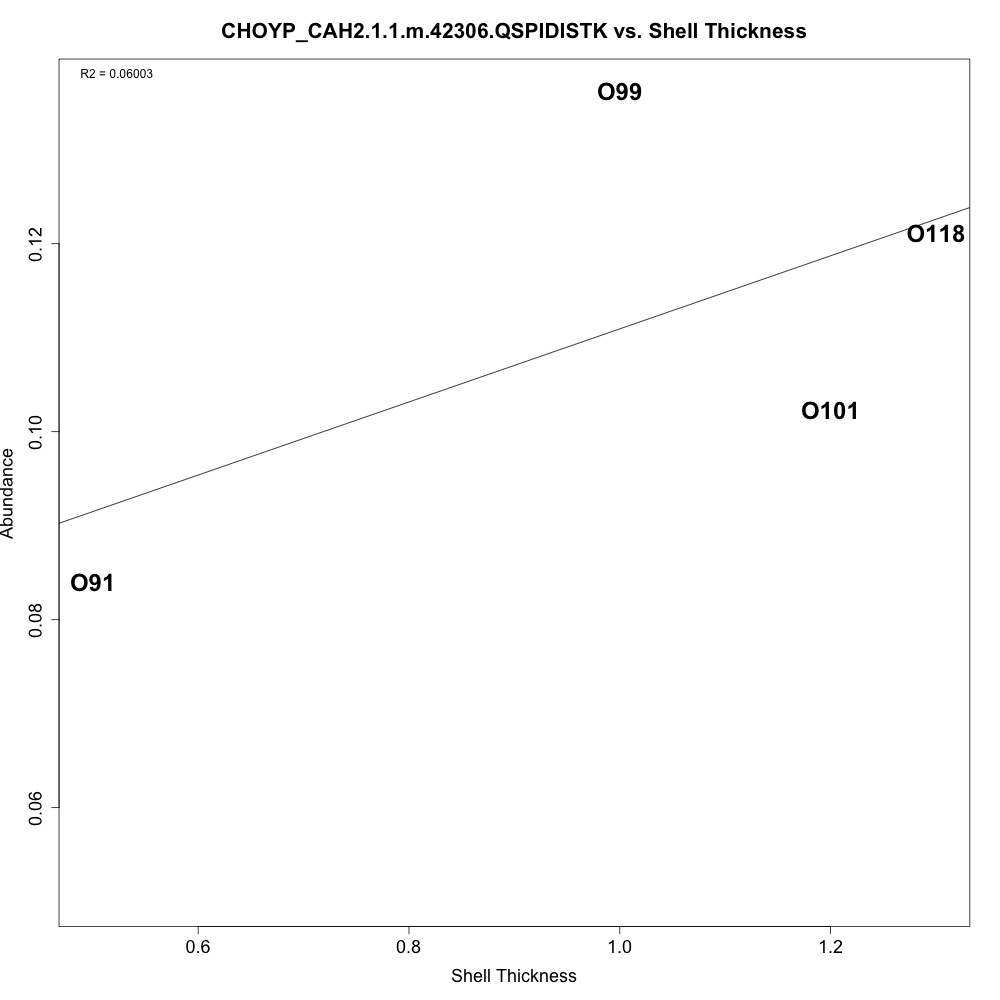 CHOYP_CAH2.1.1.m.42306.QSPIDISTK vs. Shell Thickness
R2 = 0.06003
O99
O118
O101
O91
Abundance
0.12
0.10
0.08
0.06
0.6
0.8
1.0
1.2
Shell Thickness